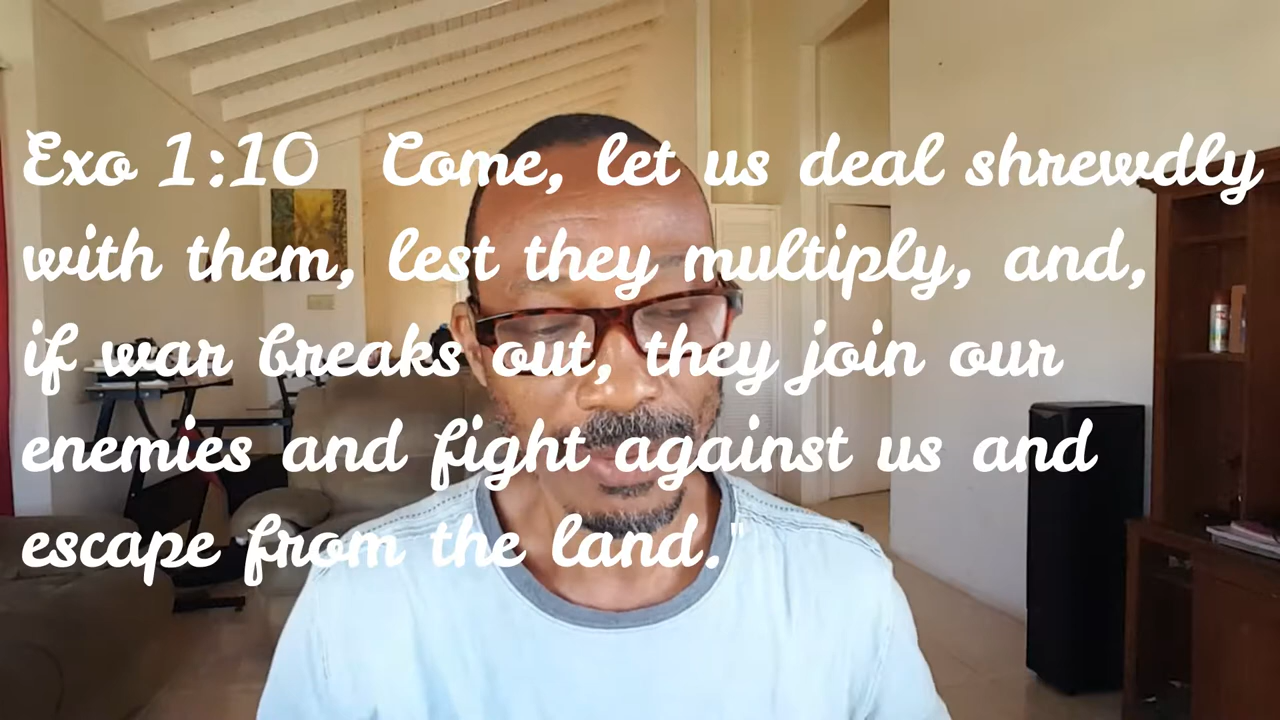 Exo 1:10 Come, let us deal shrewdly
with them, lest they multiply, and,
if war breaks out, they join our
enemies and fight against us and
escape from the land."